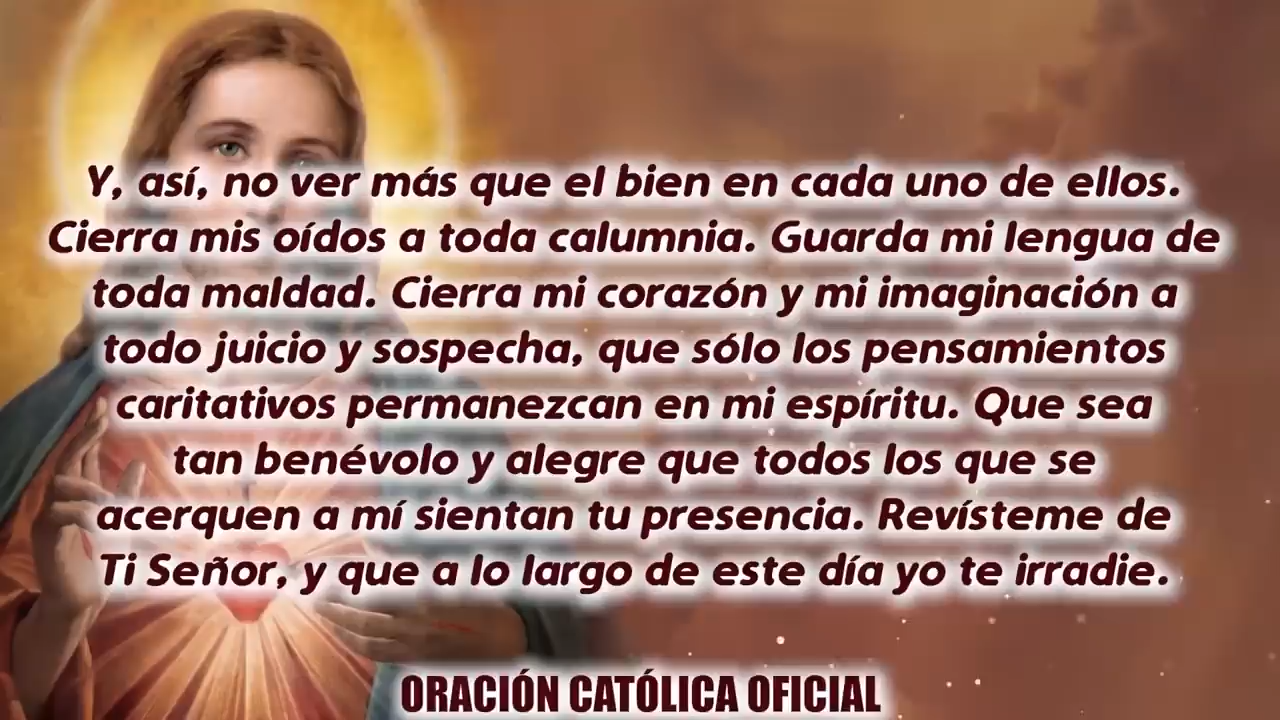 Y, así, no ver más que el bien en cada uno de ellos.
Cierra mis oídos a toda calumnia. Guarda mi lengua de
toda maldad. Cierra mi corazón y mi imaginación a
todo juicio y sospecha, que sólo los pensamientos
caritativos permanezcan en mi espíritu. Que sea
tan benévolo y alegre que todos los que se
acerquen a mí sientan tu presencia. Revísteme de
Ti Señor, y que a lo largo de este día yo te irradie.
ORACIÓN CATÓLICA OFICIAL